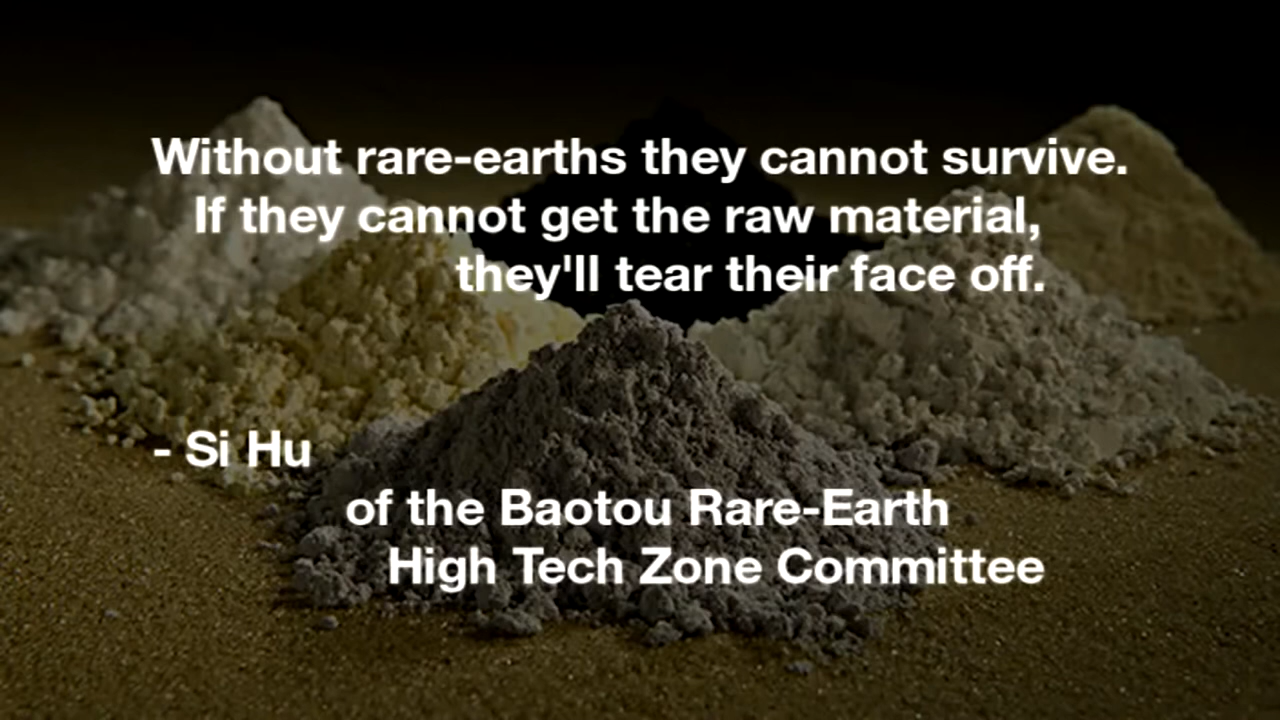 Without rare-earths they cannot survive.
If they cannot get the raw material,
they'll tear their face off.
- Si Hu
of the Baotou Rare-Earth
High Tech Zone Committee